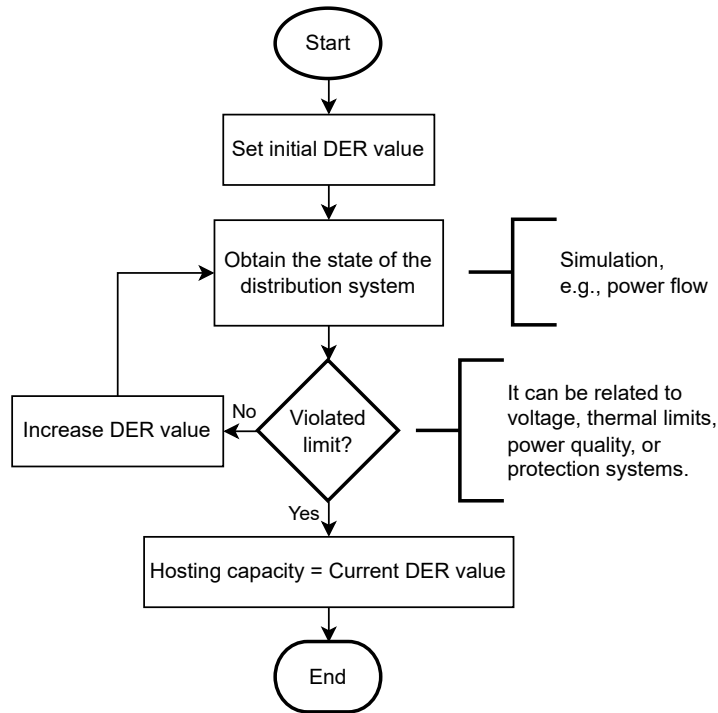 Start
Set initial DER value
Obtain the state of the
distribution system
Simulation,
e.g., power flow
Violated
limit?
No
Increase DER value
It can be related to
voltage, thermal limits,
power quality, or
protection systems.
Yes
Hosting capacity = Current DER value
End